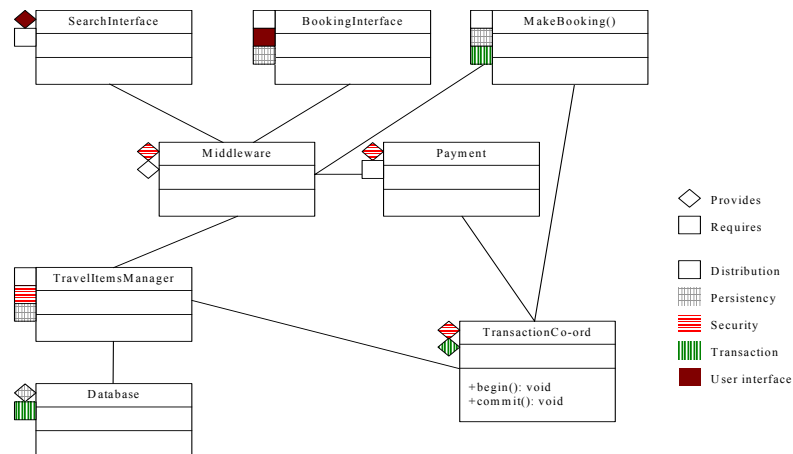 SearchInterface
BookingInterface
MakeBooking()
Middleware
Payment
Provides
Requires
TravelItemsManager
Distribution
Persistency
Security
TransactionCo-ord
Transaction
User interface
Database
+begin(): void
+commit(): void